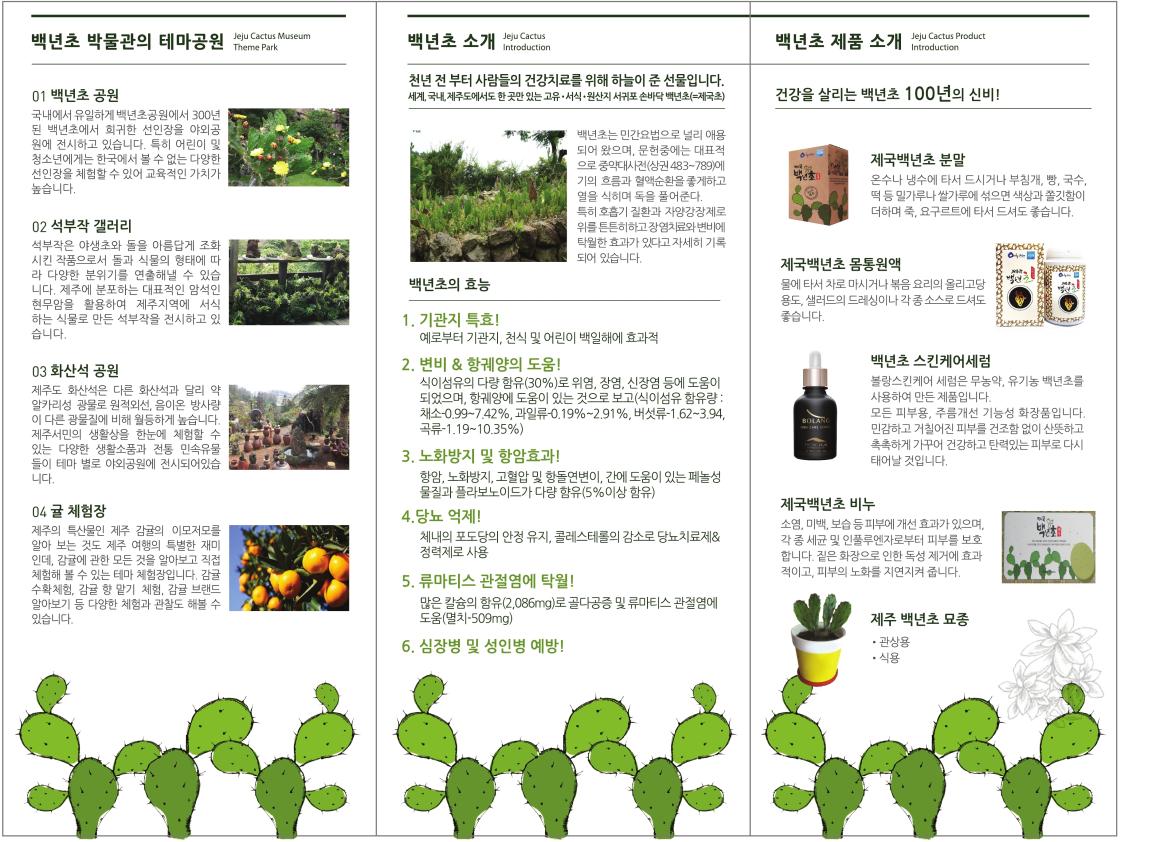 백년초 박물관의 테마공원
Jeju Cactus Museum
Theme Park
01 백년초 공원
국내에서 유일하게 백년초공원에서 300년
된 백년초에서 희귀한 선인장을 야외공
원에 전시하고 있습니다. 특히 어린이 및
청소년에게는 한국에서 볼 수 없는 다양한
선인장을 체험할 수 있어 교육적인 가치가
높습니다.
02 석부작 갤러리
석부작은 야생초와 돌을 아름답게 조화
시킨 작품으로서 돌과 식물의 형태에 따
라 다양한 분위기를 연출해낼 수 있습
니다. 제주에 분포하는 대표적인 암석인
현무암을 활용하여 제주지역에 서식
하는 식물로 만든 석부작을 전시하고 있
습니다.
03 화산석 공원
제주도 화산석은 다른 화산석과 달리 약
알카리성 광물로 원적외선, 음이온 방사량
이 다른 광물질에 비해 월등하게 높습니다.
제주서민의 생활상을 한눈에 체험할 수
있는 다양한 생활소품과 전통 민속유물
들이 테마 별로 야외공원에 전시되어있습
니다.
04 귤 체험장
제주의 특산물인 제주 감귤의 이모저모를
알아 보는 것도 제주 여행의 특별한 재미
인데, 감귤에 관한 모든 것을 알아보고 직접
체험해 볼 수 있는 테마 체험장입니다. 감귤
수확체험, 감귤 향 맡기 체험, 감귤 브랜드
알아보기 등 다양한 체험과 관찰도 해볼 수
있습니다.
백년초 소개
Jeju Cactus
Introduction
천년 전 부터 사람들의 건강치료를 위해 하늘이 준 선물입니다.
세계, 국내, 제주도에서도 한 곳만 있는 고유·서식·원산지 서귀포 손바닥 백년초(=제국초)
백년초는 민간요법으로 널리 애용
되어 왔으며, 문헌중에는 대표적
으로 중약대사전(상권 483~789)에
기의 흐름과 혈액순환을 좋게하고
열을 식히며 독을 풀어준다.
특히 호흡기 질환과 자양강장제로
위를 튼튼히하고 장염치료와 변비에
탁월한 효과가 있다고 자세히 기록
되어 있습니다.
백년초의 효능
1. 기관지 특효!
예로부터 기관지, 천식 및 어린이 백일해에 효과적
2. 변비 & 항궤양의 도움!
식이섬유의 다량 함유(30%)로 위염, 장염, 신장염 등에 도움이
되었으며, 항궤양에 도움이 있는 것으로 보고(식이섬유 함유량 :
채소-0.99~7.42%, 과일류-0.19%~2.91%, 버섯류-1.62~3.94,
곡류-1.19~10.35%)
3. 노화방지 및 항암효과!
항암, 노화방지, 고혈압 및 항돌연변이, 간에 도움이 있는 페놀성
물질과 플라보노이드가 다량 함유(5%이상 함유)
4.당뇨 억제!
체내의 포도당의 안정 유지, 콜레스테롤의 감소로 당뇨치료제&
정력제로 사용
5. 류마티스 관절염에 탁월!
많은 칼슘의 함유(2,086mg)로 골다공증 및 류마티스 관절염에
도움(멸치-509mg)
6. 심장병 및 성인병 예방!
백년초 제품 소개
Jeju Cactus Product
Introduction
건강을 살리는 백년초 100년의 신비!
제국백년초 분말
온수나 냉수에 타서 드시거나 부침개, 빵, 국수,
떡 등 밀가루나 쌀가루에 섞으면 색상과 쫄깃함이
더하며 죽, 요구르트에 타서 드셔도 좋습니다.
제국백년초 몸통원액
물에 타서 차로 마시거나 볶음 요리의 올리고당
용도, 샐러드의 드레싱이나 각 종 소스로 드셔도
좋습니다.
백년초 스킨케어세럼
볼랑스킨케어 세럼은 무농약, 유기농 백년초를
사용하여 만든 제품입니다.
모든 피부용, 주름개선 기능성 화장품입니다.
민감하고 거칠어진 피부를 건조함 없이 산뜻하고
촉촉하게 가꾸어 건강하고 탄력있는 피부로 다시
태어날 것입니다.
BOLANG
제국백년초 비누
소염, 미백, 보습 등 피부에 개선 효과가 있으며,
각 종 세균 및 인풀루엔자로부터 피부를 보호
합니다. 짙은 화장으로 인한 독성 제거에 효과
적이고, 피부의 노화를 지연지켜 줍니다.
제주 백년초 묘종
• 관상용
• 식용